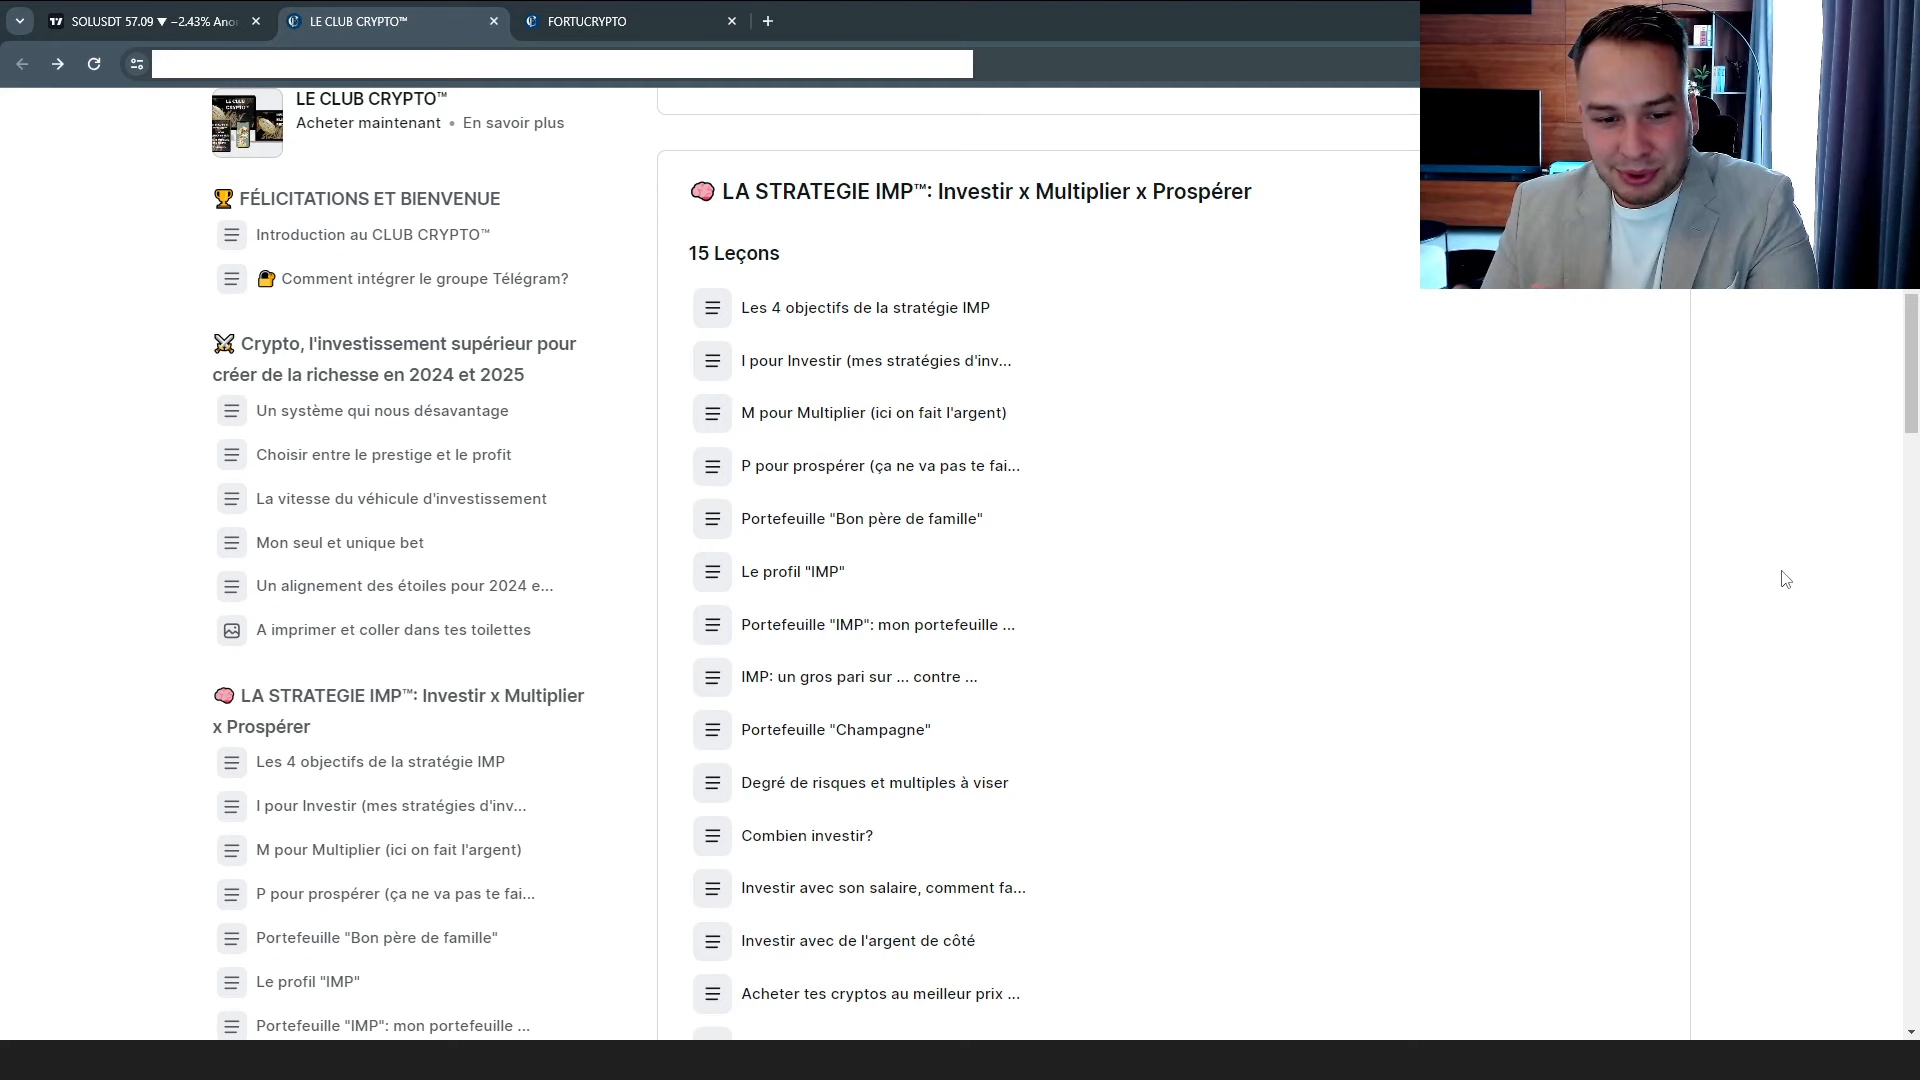 SOLUSDT 57.09 ▼ −2.43% Ano
LE CLUB CRYPTO™
FORTUCRYPTO
LE CLUB CRYPTO™
Acheter maintenant • En savoir plus
🏆 FÉLICITATIONS ET BIENVENUE
Introduction au CLUB CRYPTO™
🔐 Comment intégrer le groupe Télégram?
⚔️ Crypto, l'investissement supérieur pour
créer de la richesse en 2024 et 2025
Un système qui nous désavantage
Choisir entre le prestige et le profit
La vitesse du véhicule d'investissement
Mon seul et unique bet
Un alignement des étoiles pour 2024 e...
A imprimer et coller dans tes toilettes
🧠 LA STRATEGIE IMP™: Investir x Multiplier
x Prospérer
Les 4 objectifs de la stratégie IMP
I pour Investir (mes stratégies d'inv...
M pour Multiplier (ici on fait l'argent)
P pour prospérer (ça ne va pas te fai...
Portefeuille "Bon père de famille"
Le profil "IMP"
Portefeuille "IMP": mon portefeuille ...
🧠 LA STRATEGIE IMP™: Investir x Multiplier x Prospérer
15 Leçons
Les 4 objectifs de la stratégie IMP
I pour Investir (mes stratégies d'inv...
M pour Multiplier (ici on fait l'argent)
P pour prospérer (ça ne va pas te fai...
Portefeuille "Bon père de famille"
Le profil "IMP"
Portefeuille "IMP": mon portefeuille ...
IMP: un gros pari sur ... contre ...
Portefeuille "Champagne"
Degré de risques et multiples à viser
Combien investir?
Investir avec son salaire, comment fa...
Investir avec de l'argent de côté
Acheter tes cryptos au meilleur prix ...